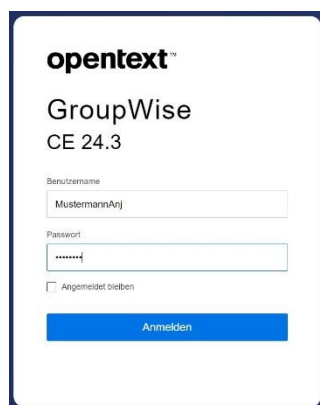 opentext™
GroupWise
CE 24.3
Benutzername
MustermannAnj
Passwort
••••••••
Angemeldet bleiben
Anmelden